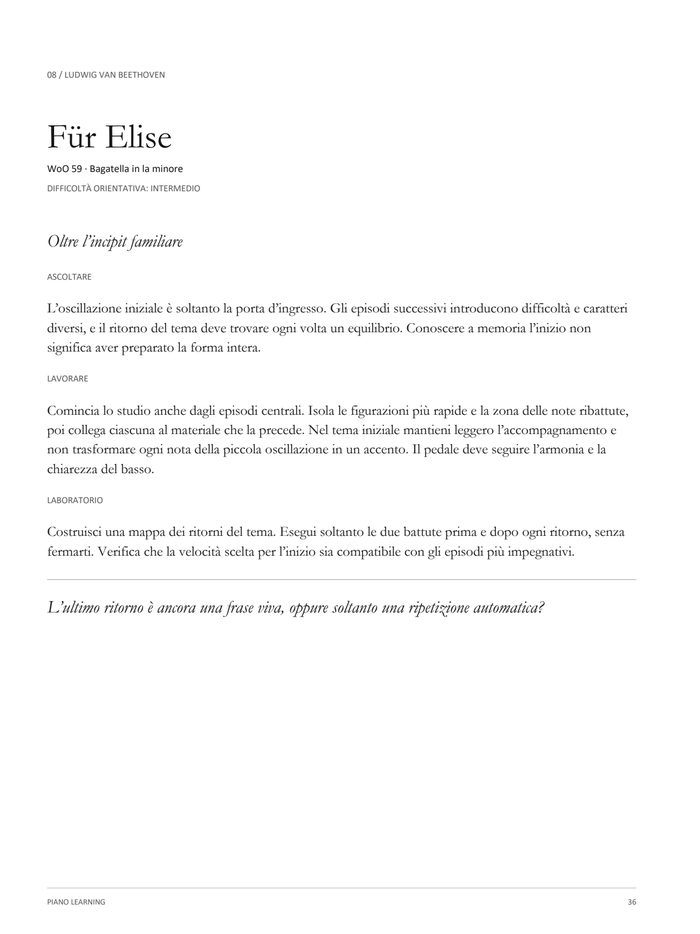 08 / LUDWIG VAN BEETHOVEN
Für Elise
WoO 59 · Bagatella in la minore
DIFFICOLTÀ ORIENTATIVA: INTERMEDIO
Oltre l’incipit familiare
ASCOLTARE
L’oscillazione iniziale è soltanto la porta d’ingresso. Gli episodi successivi introducono difficoltà e caratteri
diversi, e il ritorno del tema deve trovare ogni volta un equilibrio. Conoscere a memoria l’inizio non
significa aver preparato la forma intera.
LAVORARE
Comincia lo studio anche dagli episodi centrali. Isola le figurazioni più rapide e la zona delle note ribattute,
poi collega ciascuna al materiale che la precede. Nel tema iniziale mantieni leggero l’accompagnamento e
non trasformare ogni nota della piccola oscillazione in un accento. Il pedale deve seguire l’armonia e la
chiarezza del basso.
LABORATORIO
Costruisci una mappa dei ritorni del tema. Esegui soltanto le due battute prima e dopo ogni ritorno, senza
fermarti. Verifica che la velocità scelta per l’inizio sia compatibile con gli episodi più impegnativi.
L’ultimo ritorno è ancora una frase viva, oppure soltanto una ripetizione automatica?
PIANO LEARNING
36